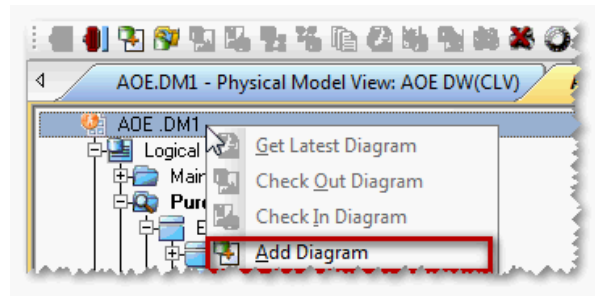 AOE.DM1 - Physical Model View: AOE DW(CLV)
AOE .DM1
Logical
Get Latest Diagram
Main
Check Out Diagram
Check In Diagram
E
Add Diagram